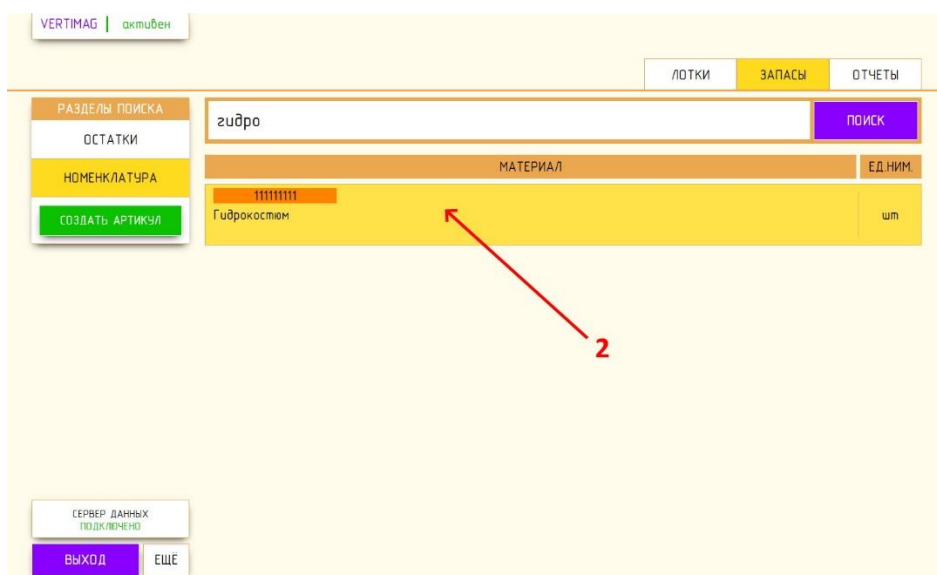 VERTIMAG | активен
ЛОТКИ ЗАПАСЫ ОТЧЕТЫ
РАЗДЕЛЫ ПОИСКА
гидро ПОИСК
ОСТАТКИ
МАТЕРИАЛ ЕД.НИМ.
НОМЕНКЛАТУРА
111111111
Гидрокостюм шт
СОЗДАТЬ АРТИКУЛ
2
СЕРВЕР ДАННЫХ
ПОДКЛЮЧЕНО
ВЫХОД ЕЩЁ